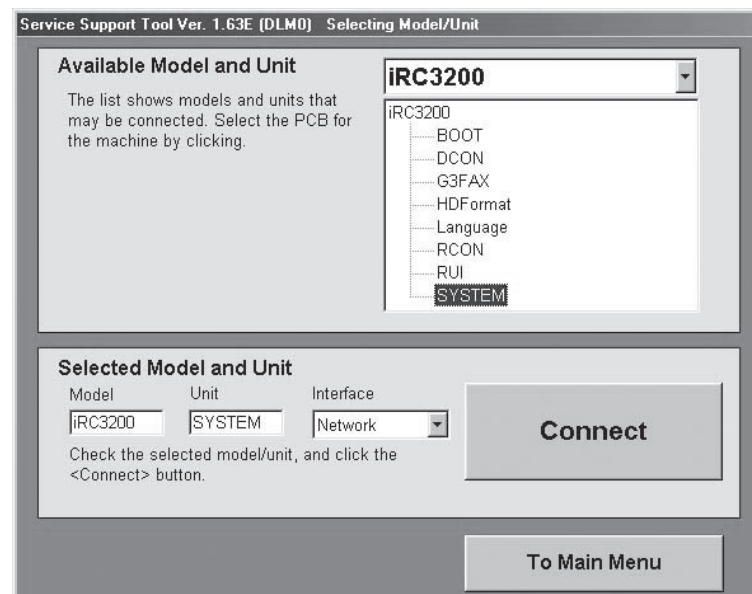 Service Support Tool Ver. 1.63E (DLM0) Selecting Model/Unit
Available Model and Unit
The list shows models and units that
may be connected. Select the PCB for
the machine by clicking.
iRC3200
iRC3200
BOOT
DCON
G3FAX
HDFormat
Language
RCON
RUI
SYSTEM
Selected Model and Unit
Model Unit Interface
iRC3200 SYSTEM Network
Check the selected model/unit, and click the
<Connect> button.
Connect
To Main Menu